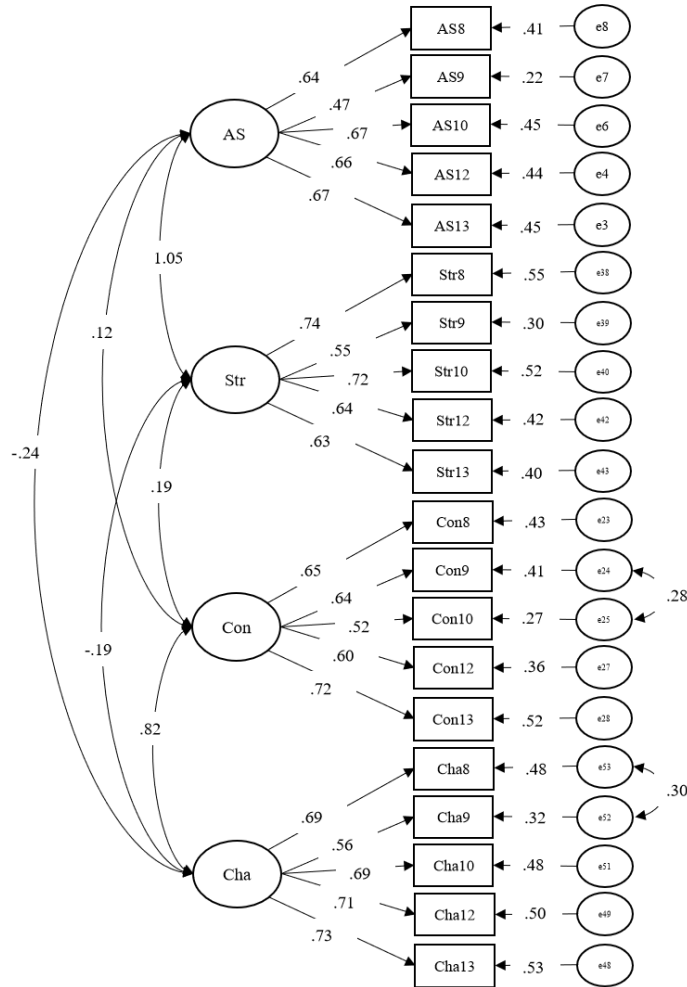 AS8 .41 e8
.64
AS9 .22 e7
.47
AS AS10 .45 e6
.67
.66 AS12 .44 e4
.67
AS13 .45 e3
1.05 Str8 .55 e38
.74
.12 Str9 .30 e39
.55
Str Str10 .52 e40
.72
.64 Str12 .42 e42
.63
-.24
Str13 .40 e43
.19
Con8 .43 e23
.65
Con9 .41 e24
.64 .28
Con Con10 .27 e25
.52
-.19 .60 Con12 .36 e27
.72
Con13 .52 e28
.82
Cha8 .48 e53
.69 .30
Cha9 .32 e52
.56
Cha Cha10 .48 e51
.69
.71 Cha12 .50 e49
.73
Cha13 .53 e48